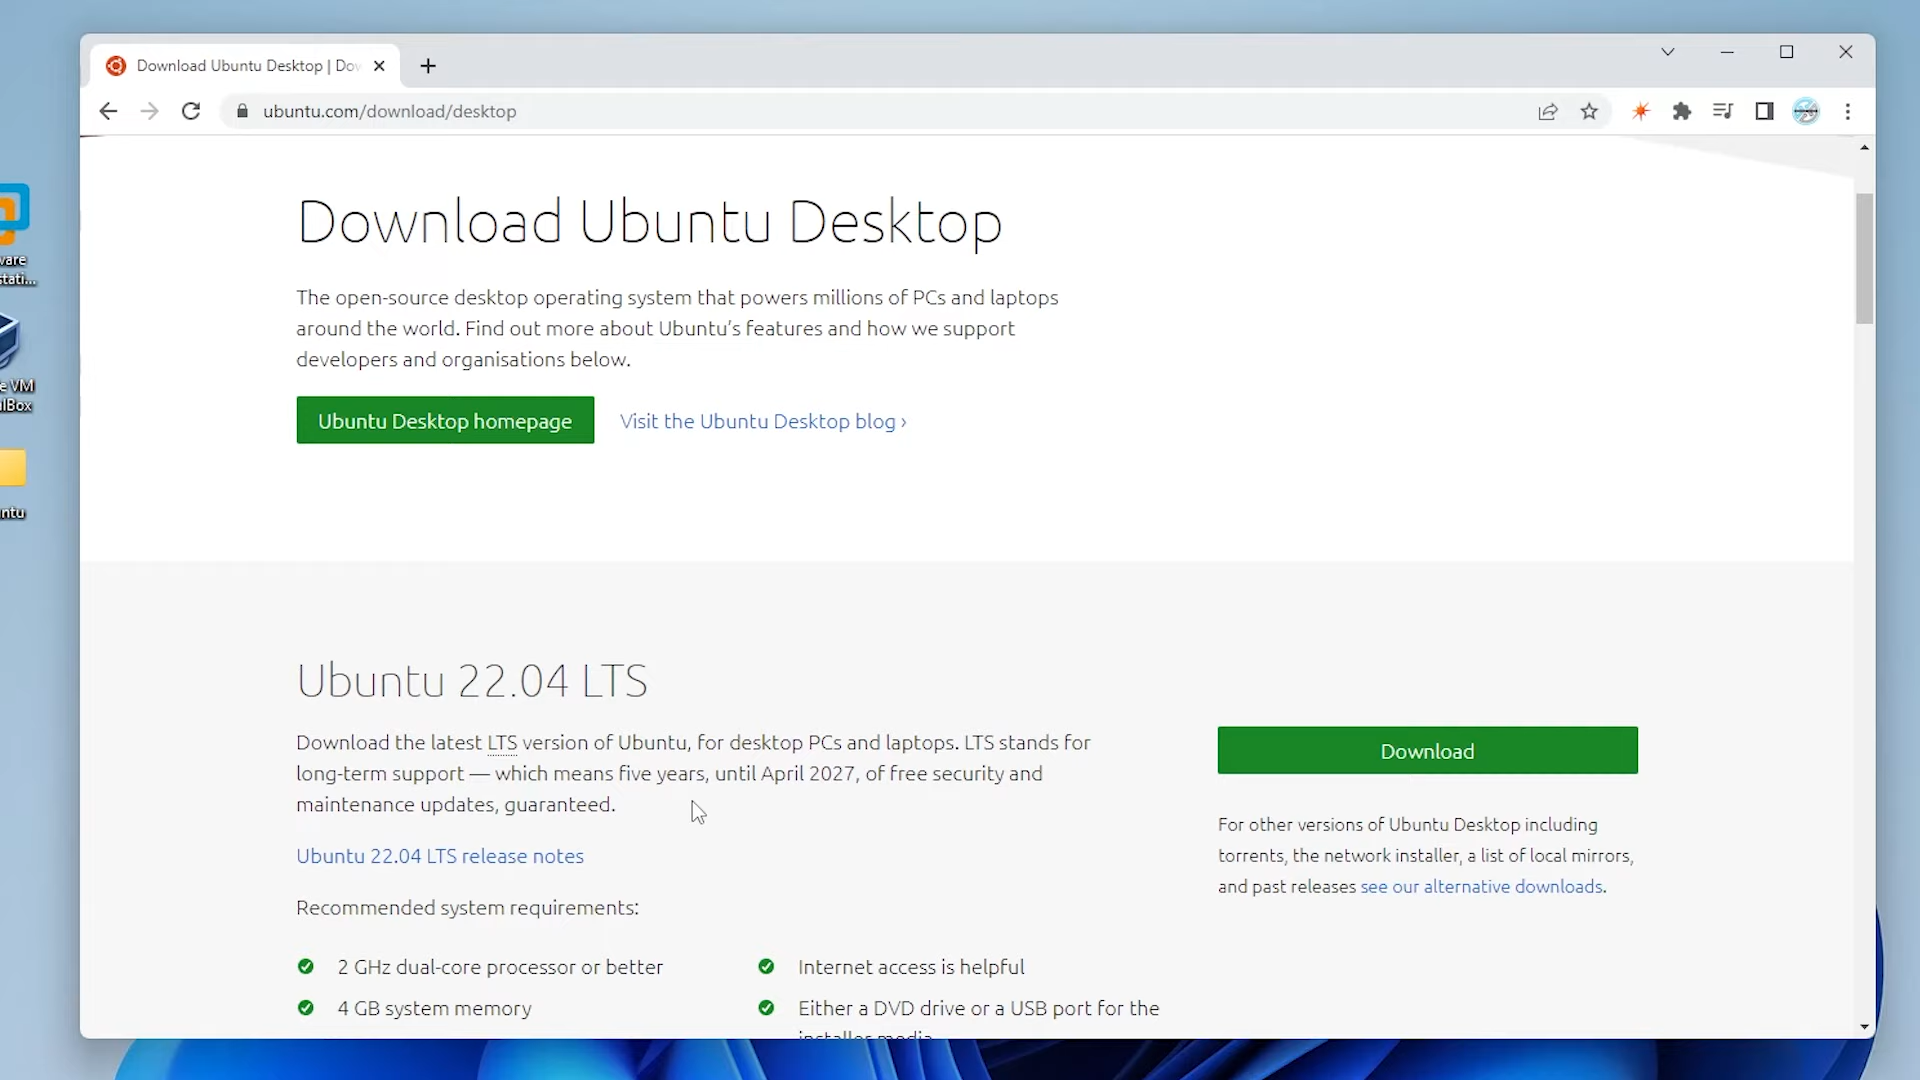 Download Ubuntu Desktop | Dow
ubuntu.com/download/desktop
Download Ubuntu Desktop
The open-source desktop operating system that powers millions of PCs and laptops
around the world. Find out more about Ubuntu’s features and how we support
developers and organisations below.
Ubuntu Desktop homepage
Visit the Ubuntu Desktop blog ›
Ubuntu 22.04 LTS
Download the latest LTS version of Ubuntu, for desktop PCs and laptops. LTS stands for
long-term support — which means five years, until April 2027, of free security and
maintenance updates, guaranteed.
Ubuntu 22.04 LTS release notes
Recommended system requirements:
2 GHz dual-core processor or better
4 GB system memory
Internet access is helpful
Either a DVD drive or a USB port for the
installer media
Download
For other versions of Ubuntu Desktop including
torrents, the network installer, a list of local mirrors,
and past releases see our alternative downloads.
ware
stati...
e VM
alBox
ntu